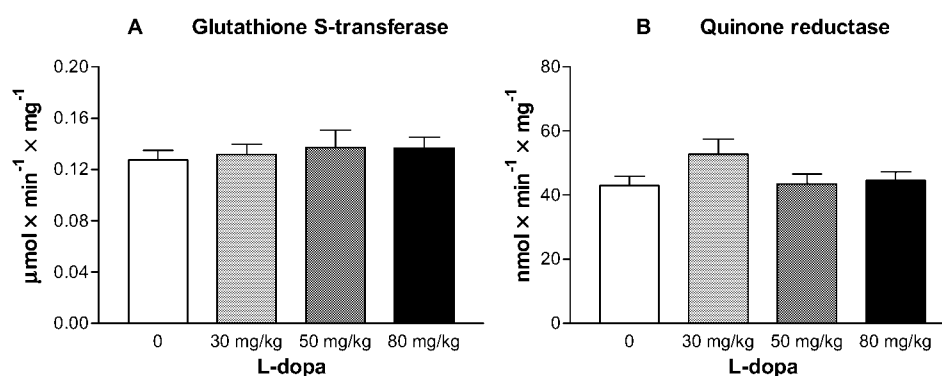 A Glutathione S-transferase
μmol × min⁻¹ × mg⁻¹
0.20
0.16
0.12
0.08
0.04
0.00
0 30 mg/kg 50 mg/kg 80 mg/kg
L-dopa
B Quinone reductase
nmol × min⁻¹ × mg⁻¹
80
60
40
20
0
0 30 mg/kg 50 mg/kg 80 mg/kg
L-dopa